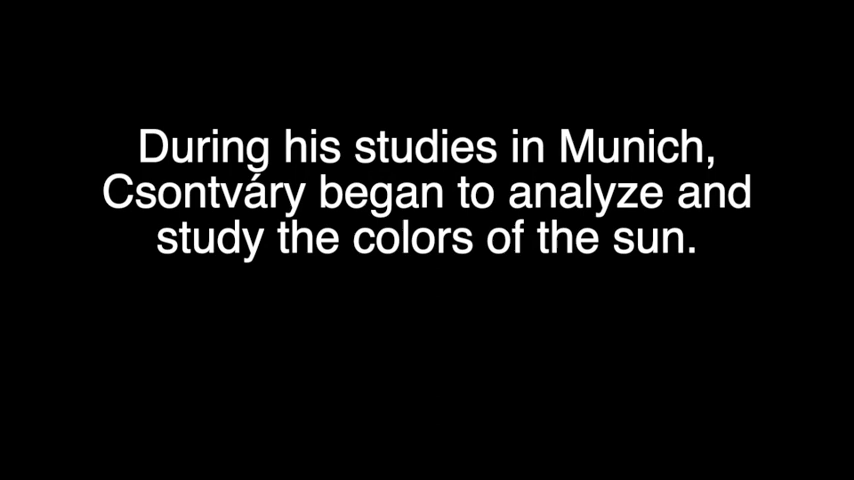 During his studies in Munich,
Csontváry began to analyze and
study the colors of the sun.